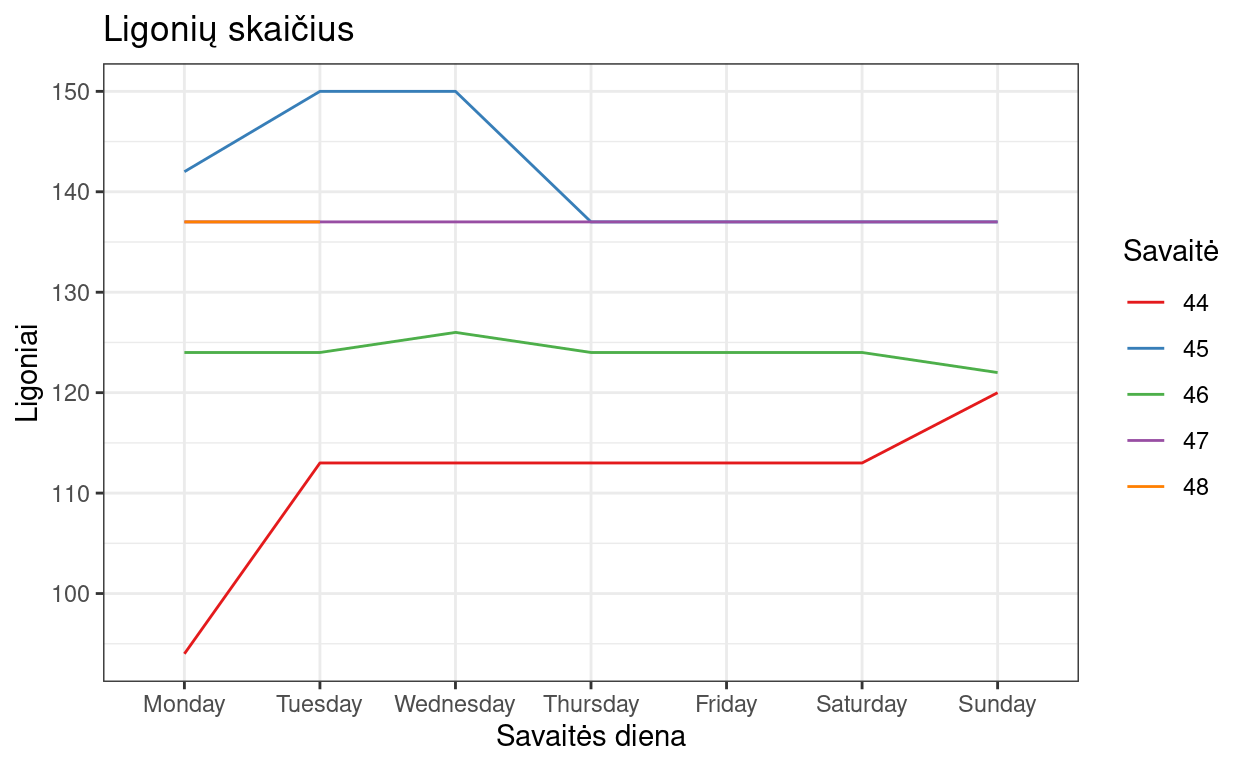 Ligonių skaičius
150
140
130
120
110
100
Ligoniai
Monday Tuesday Wednesday Thursday Friday Saturday Sunday
Savaitės diena
Savaitė
44
45
46
47
48